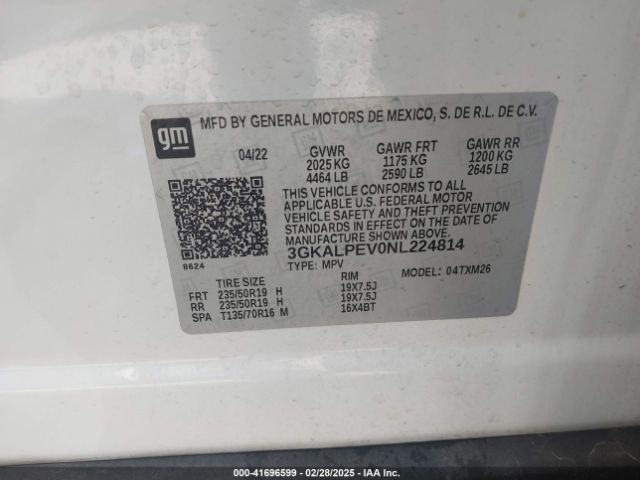 gm
MFD BY GENERAL MOTORS DE MEXICO, S. DE R.L. DE C.V.
04/22 GVWR GAWR FRT GAWR RR
2025 KG 1175 KG 1200 KG
4464 LB 2590 LB 2645 LB
THIS VEHICLE CONFORMS TO ALL
APPLICABLE U.S. FEDERAL MOTOR
VEHICLE SAFETY AND THEFT PREVENTION
STANDARDS IN EFFECT ON THE DATE OF
MANUFACTURE SHOWN ABOVE.
3GKALPEV0NL224814
8624
TYPE: MPV MODEL: 04TXM26
TIRE SIZE RIM
FRT 235/50R19 H 19X7.5J
RR 235/50R19 H 19X7.5J
SPA T135/70R16 M 16X4BT
000-41696599 | 02/28/2025 - IAA, Inc.